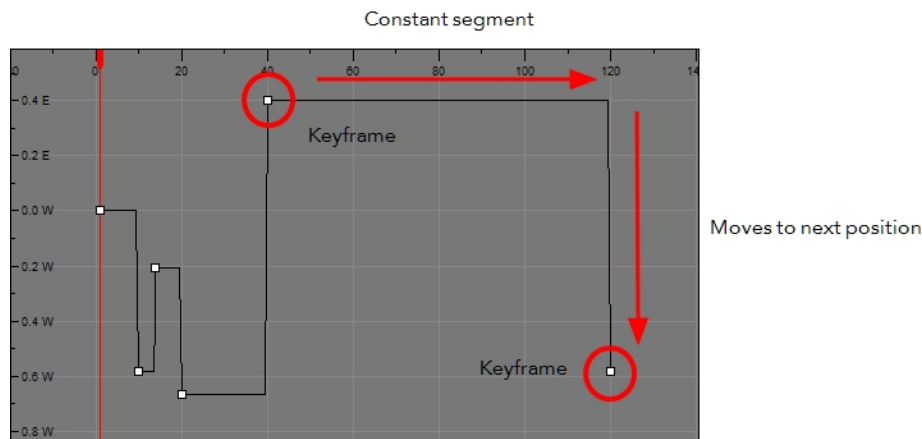 Constant segment
0 0 20 40 60 80 100 120 14
0.4 E
Keyframe
0.2 E
0.0 W
Moves to next position
0.2 W
0.4 W
Keyframe
0.6 W
0.8 W